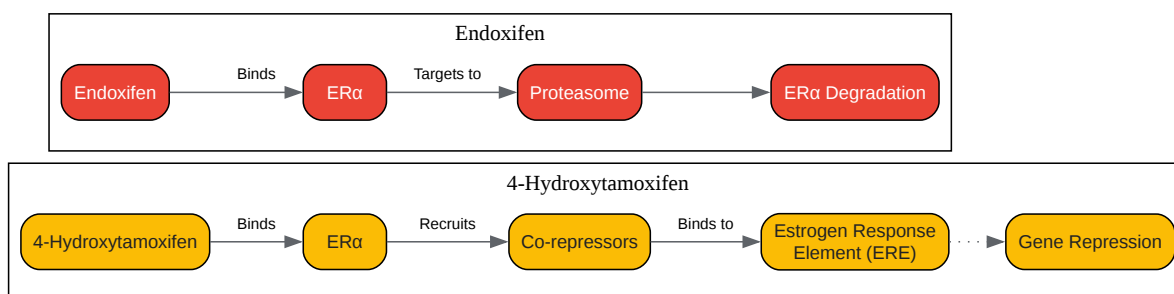 Endoxifen
Binds
Targets to
Endoxifen
ERα
Proteasome
ERα Degradation
4-Hydroxytamoxifen
Binds
Recruits
Binds to
4-Hydroxytamoxifen
ERα
Co-repressors
Estrogen Response
Element (ERE)
Gene Repression